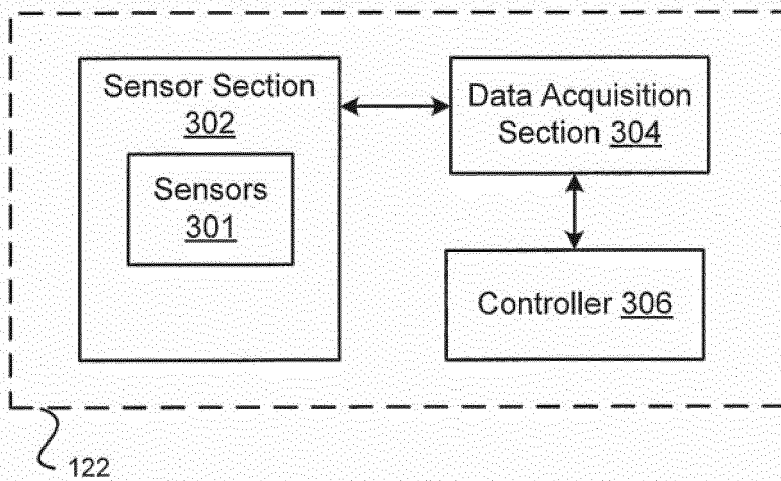 Sensor Section
302
Sensors
301
Data Acquisition
Section 304
Controller 306
122